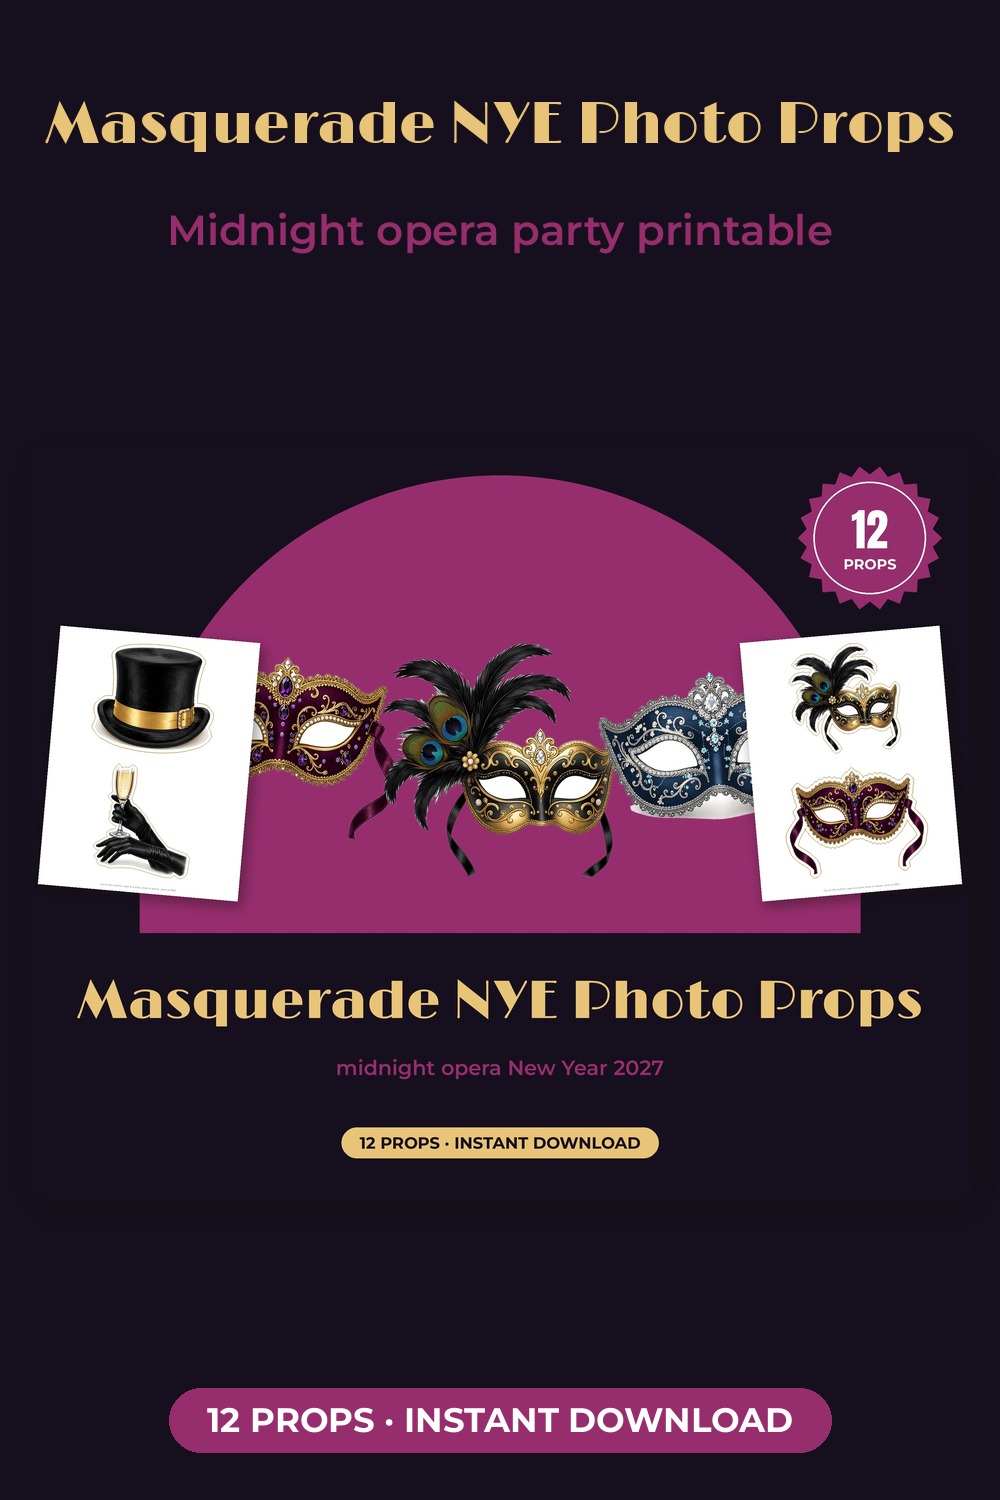 Masquerade NYE Photo Props
Midnight opera party printable
12
PROPS
Masquerade NYE Photo Props
midnight opera New Year 2027
12 PROPS · INSTANT DOWNLOAD
12 PROPS · INSTANT DOWNLOAD